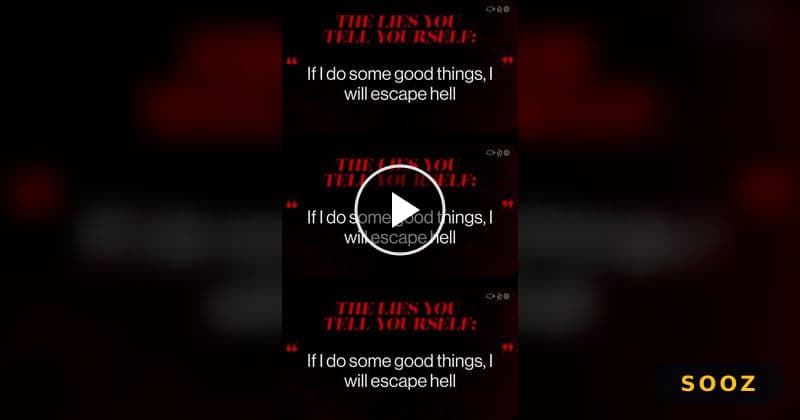 THE LIES YOU
TELL YOURSELF:
“ If I do some good things, I ”
will escape hell
THE LIES YOU
TELL YOURSELF:
“ If I do some good things, I ”
will escape hell
THE LIES YOU
TELL YOURSELF:
“ If I do some good things, I ”
will escape hell
SOOZ